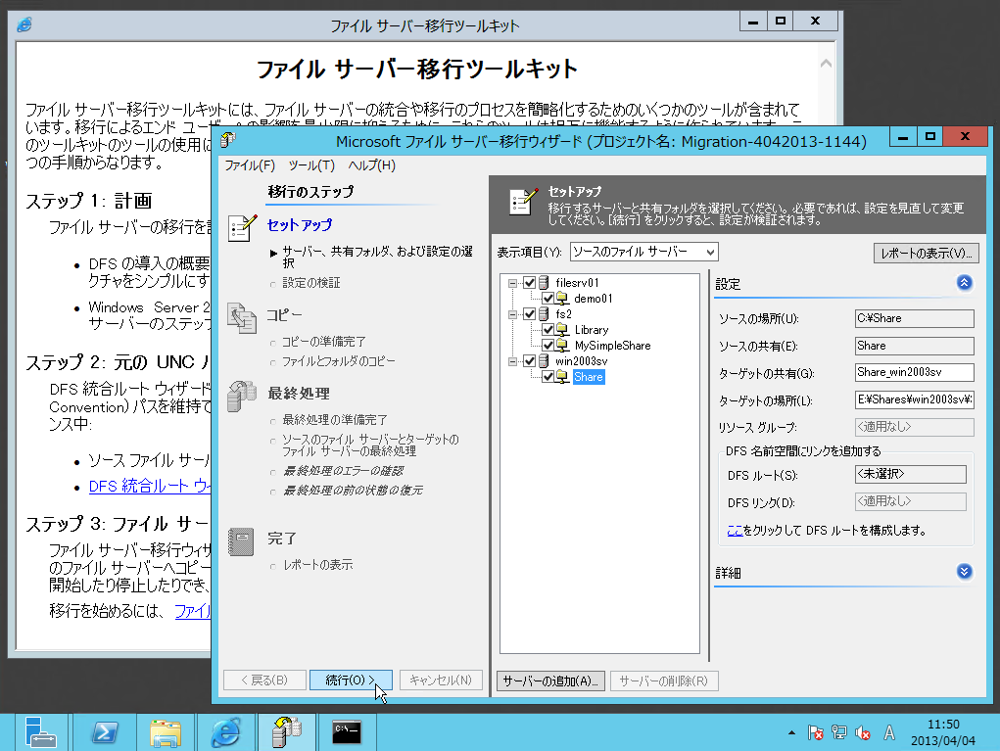 ファイル サーバー移行ツールキット
ファイル サーバー移行ツールキット
ファイル サーバー移行ツールキットには、ファイル サーバーの統合や移行のプロセスを簡略化するためのいくつかのツールが含まれて
います。移行によるエンド
のツールキットのツールの使用に
つの手順からなります。
ステップ 1: 計画
ファイル サーバーの移行を
DFS の導入の概要
クチャをシンプルにす
Windows Server 2
サーバーのステップ
ステップ 2: 元の UNC
DFS 統合ルート ウィザード
Convention) パスを維持で
ンス中:
ソース ファイル サー
DFS 統合ルート ウィ
ステップ 3: ファイル サー
ファイル サーバー移行ウィザ
のファイル サーバーへコピー
開始したり停止したりでき、
移行を始めるには、 ファイル
Microsoft ファイル サーバー移行ウィザード (プロジェクト名: Migration-4042013-1144)
ファイル(F) ツール(T) ヘルプ(H)
移行のステップ
セットアップ
サーバー、共有フォルダ、および設定の選
択
設定の検証
コピー
コピーの準備完了
ファイルとフォルダのコピー
最終処理
最終処理の準備完了
ソースのファイル サーバーとターゲットの
ファイル サーバーの最終処理
最終処理のエラーの確認
最終処理の前の状態の復元
完了
レポートの表示
< 戻る(B) 続行(O) > キャンセル(N)
セットアップ
移行するサーバーと共有フォルダを選択してください。必要であれば、設定を見直して変更
してください。[続行] をクリックすると、設定が検証されます。
表示項目(Y): ソースのファイル サーバー レポートの表示(V)...
filesrv01
demo01
fs2
Library
MySimpleShare
win2003sv
Share
設定
ソースの場所(U): C:¥Share
ソースの共有(E): Share
ターゲットの共有(G): Share_win2003sv
ターゲットの場所(L): E:¥Shares¥win2003sv¥
リソース グループ: <適用なし>
DFS 名前空間にリンクを追加する
DFS ルート(S): <未選択>
DFS リンク(D): <適用なし>
ここをクリックして DFS ルートを構成します。
詳細
サーバーの追加(A)... サーバーの削除(R)
A
11:50
2013/04/04